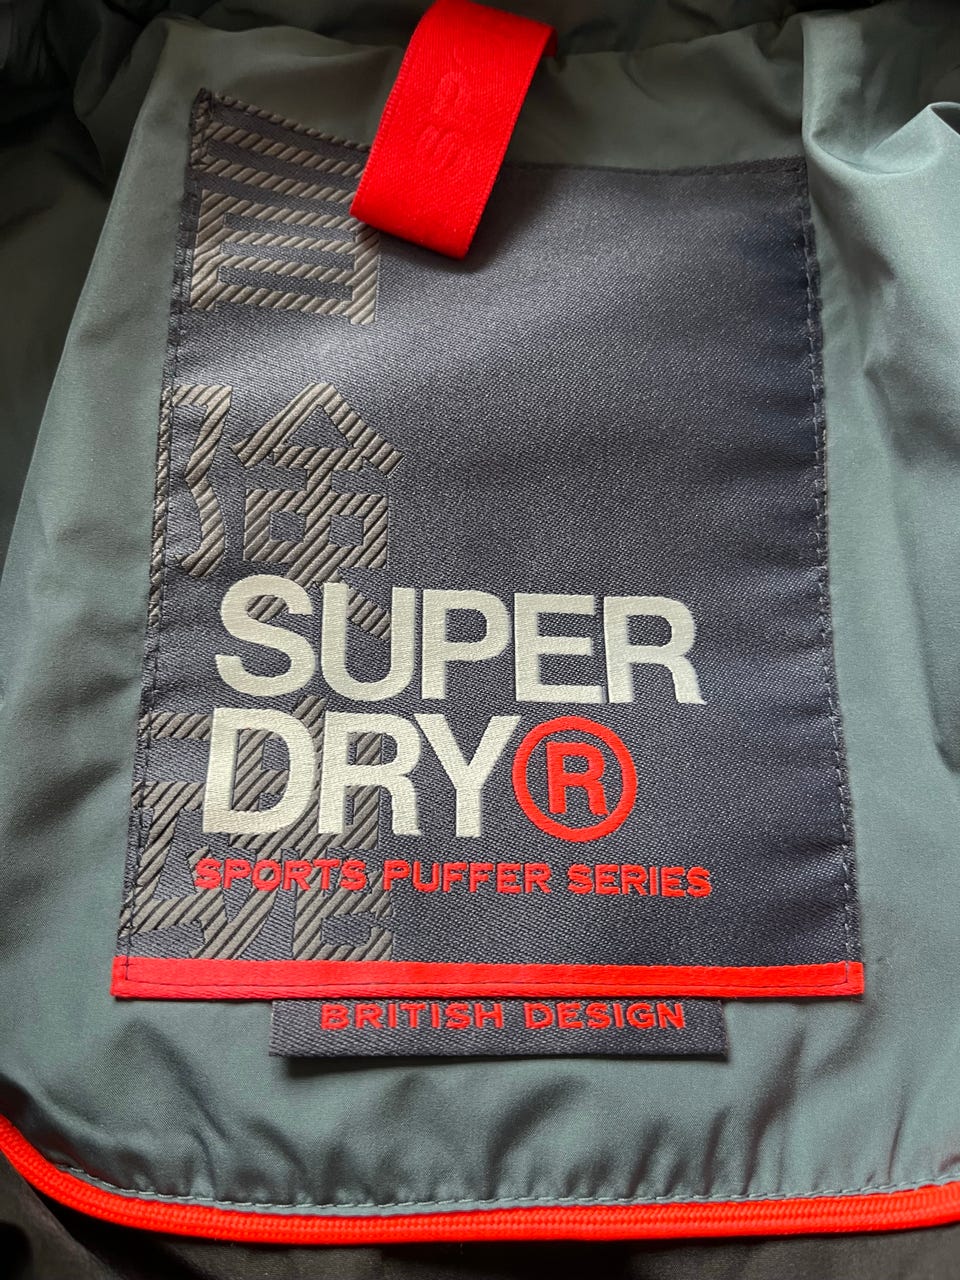 SUPER
DRY®
SPORTS PUFFER SERIES
BRITISH DESIGN